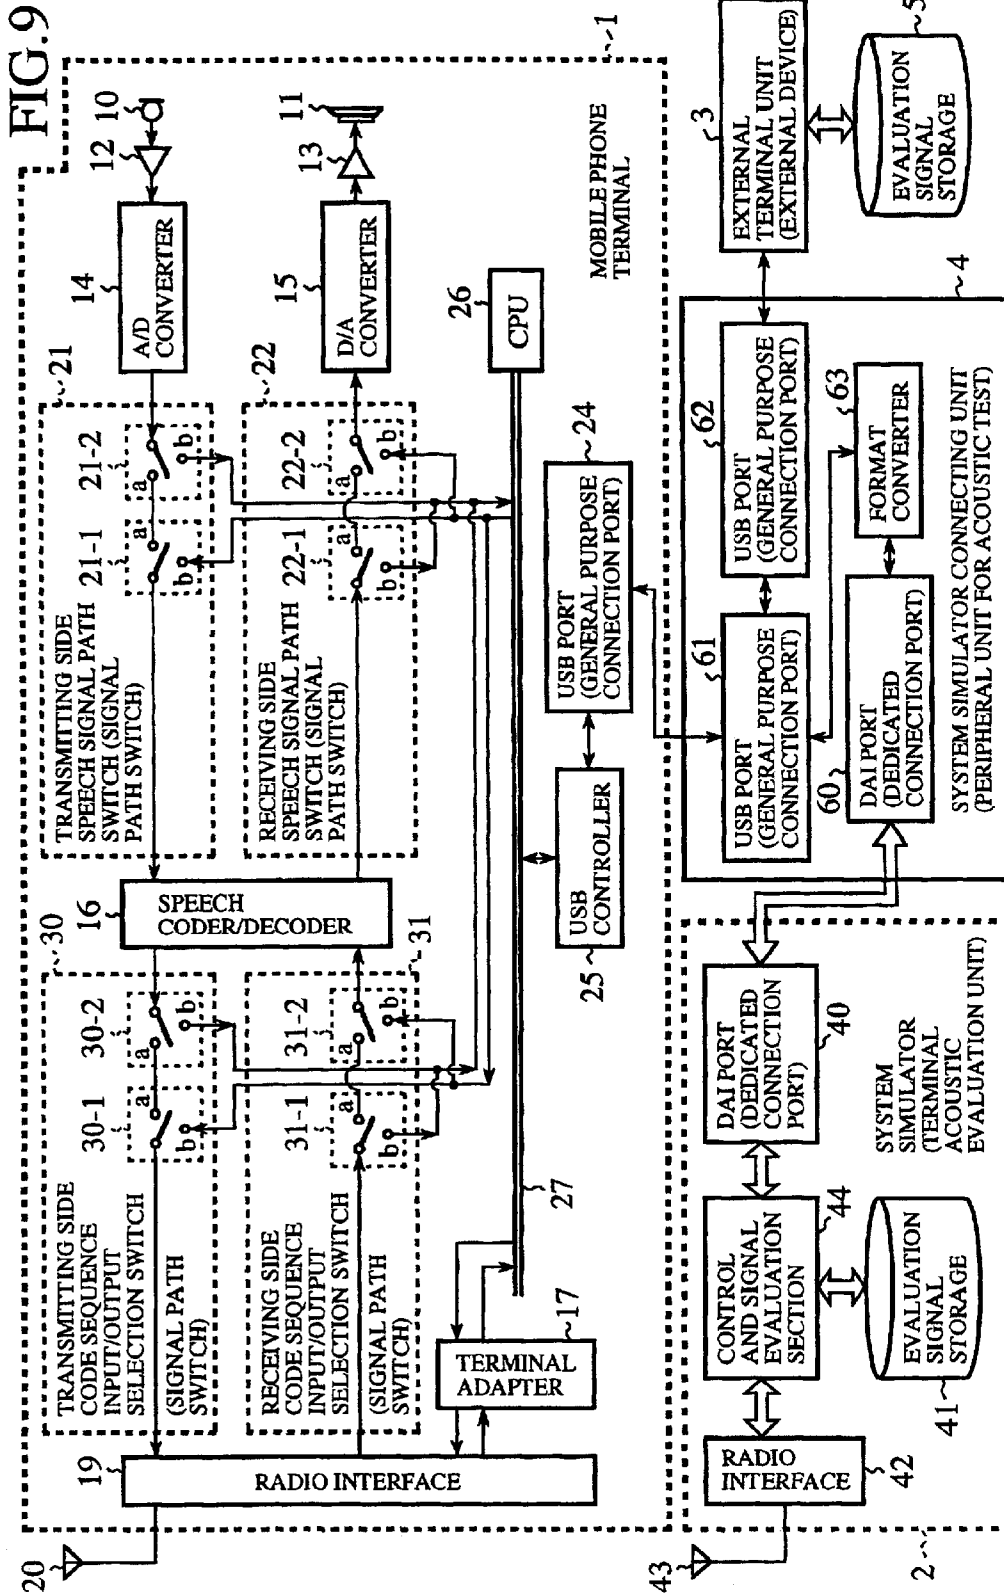 FIG.9
1
10
12
14
A/D
CONVERTER
21
21-2
a
b
21-1
a
b
TRANSMITTING SIDE
SPEECH SIGNAL PATH
SWITCH (SIGNAL
PATH SWITCH)
11
13
15
D/A
CONVERTER
22
22-2
a
b
22-1
b
RECEIVING SIDE
SPEECH SIGNAL PATH
SWITCH (SIGNAL
PATH SWITCH)
16
SPEECH
CODER/DECODER
30
30-2
a
b
30-1
a
b
TRANSMITTING SIDE
CODE SEQUENCE
INPUT/OUTPUT
SELECTION SWITCH
(SIGNAL PATH
SWITCH)
31
31-2
a
b
31-1
a
b
RECEIVING SIDE
CODE SEQUENCE
INPUT/OUTPUT
SELECTION SWITCH
(SIGNAL PATH
SWITCH)
19
RADIO INTERFACE
20
17
TERMINAL
ADAPTER
27
26
CPU
MOBILE PHONE
TERMINAL
24
USB PORT
(GENERAL PURPOSE
CONNECTION PORT)
25
USB
CONTROLLER
3
EXTERNAL
TERMINAL UNIT
(EXTERNAL DEVICE)
5
EVALUATION
SIGNAL
STORAGE
4
62
USB PORT
(GENERAL PURPOSE
CONNECTION PORT)
61
USB PORT
(GENERAL PURPOSE
CONNECTION PORT)
63
FORMAT
CONVERTER
60
DAI PORT
(DEDICATED
CONNECTION PORT)
SYSTEM SIMULATOR CONNECTING UNIT
(PERIPHERAL UNIT FOR ACOUSTIC TEST)
40
DAI PORT
(DEDICATED
CONNECTION
PORT)
SYSTEM
SIMULATOR
(TERMINAL
ACOUSTIC
EVALUATION UNIT)
44
CONTROL
AND SIGNAL
EVALUATION
SECTION
41
EVALUATION
SIGNAL
STORAGE
42
RADIO
INTERFACE
43
2